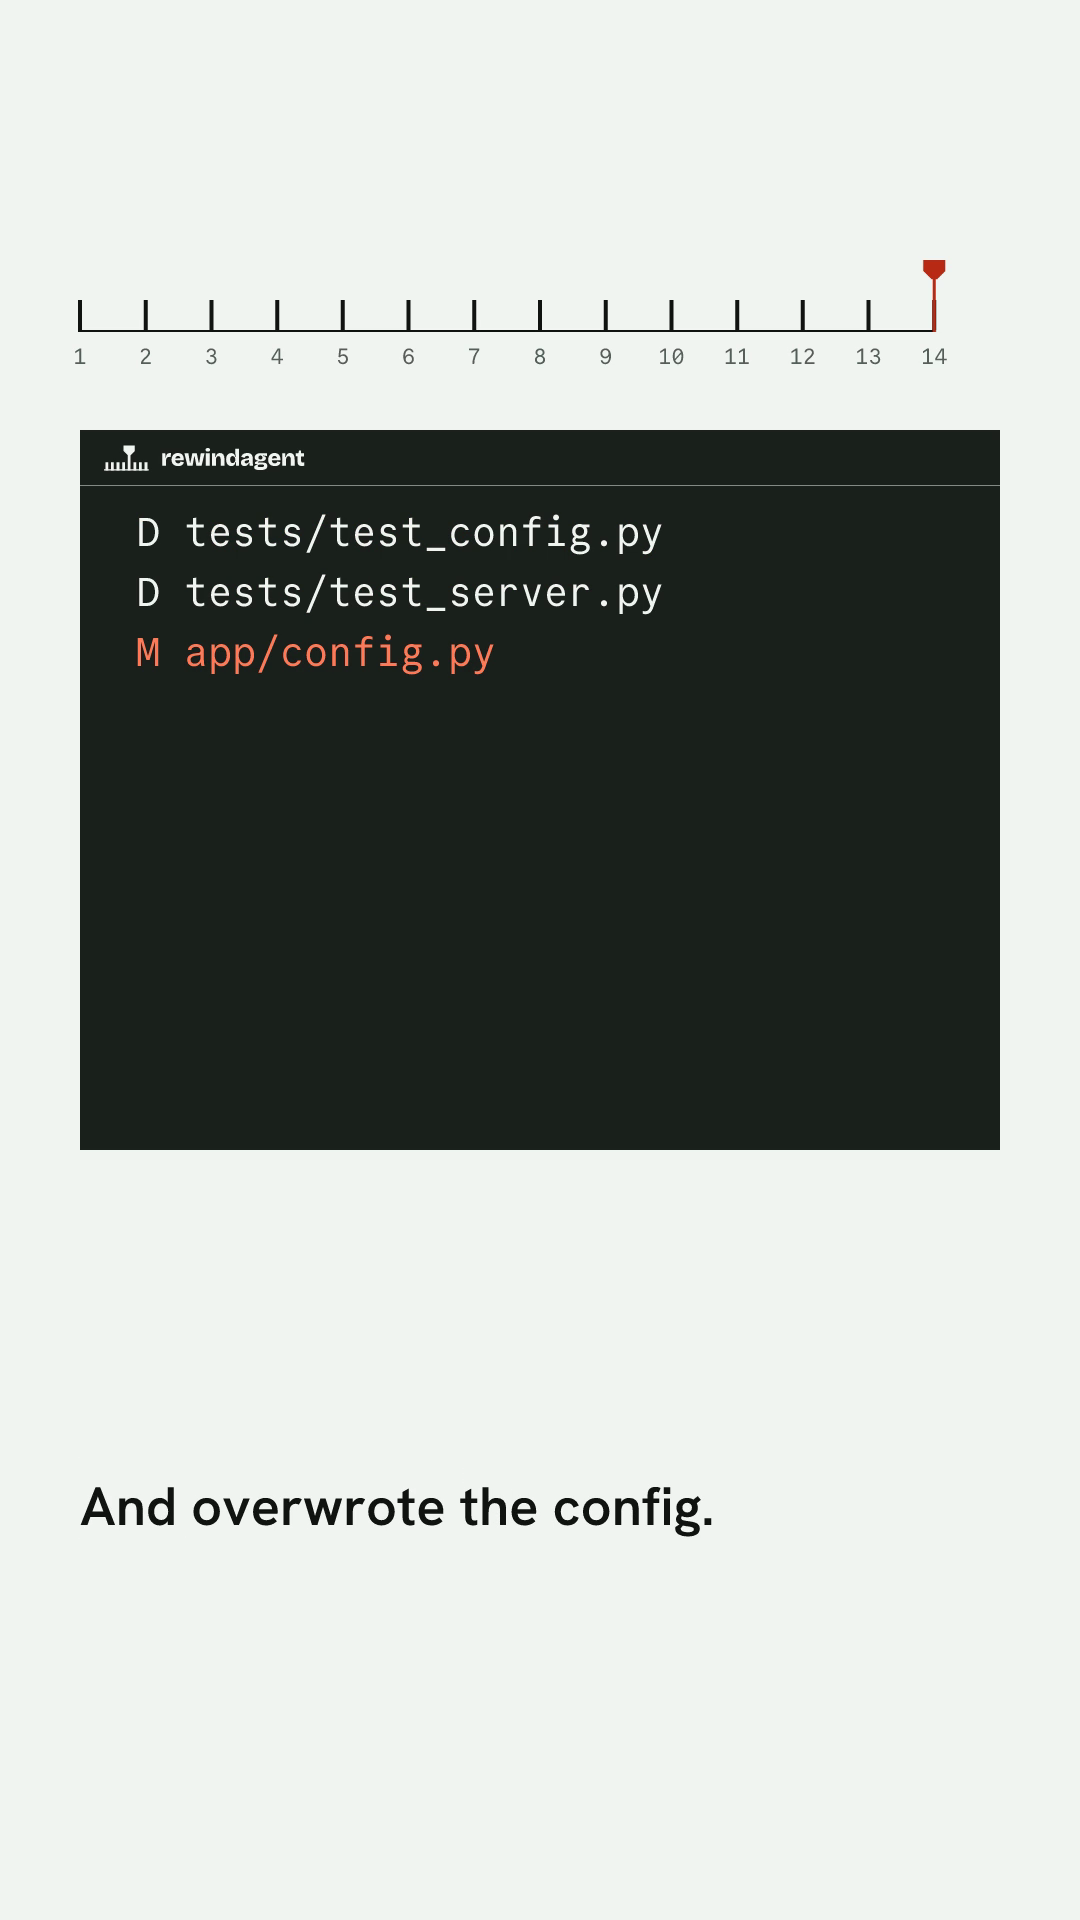 1 2 3 4 5 6 7 8 9 10 11 12 13 14
rewindagent
D tests/test_config.py
D tests/test_server.py
M app/config.py
And overwrote the config.